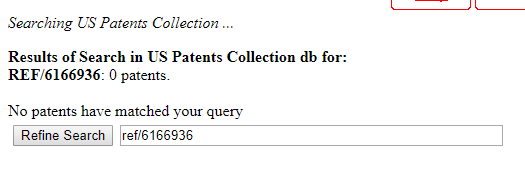 Searching US Patents Collection ...
Results of Search in US Patents Collection db for:
REF/6166936: 0 patents.
No patents have matched your query
Refine Search ref/6166936